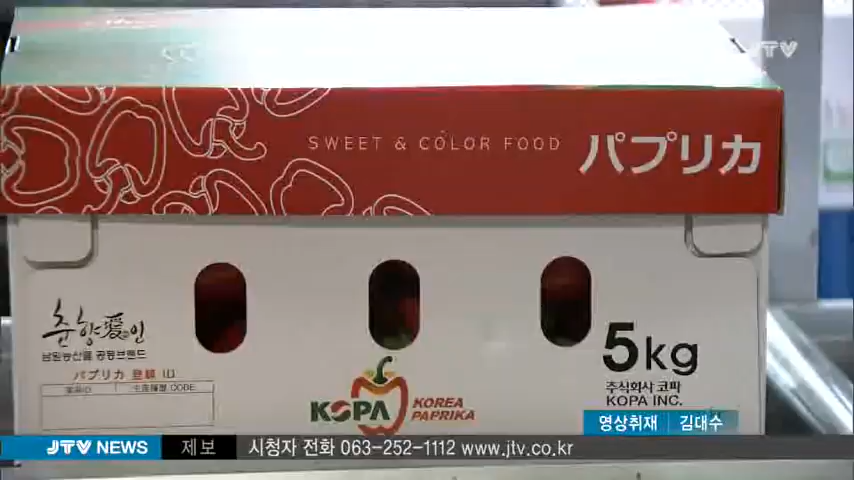 JTV
SWEET & COLOR FOOD
パプリカ
춘향愛인
남원농산물 공동브랜드
パプリカ 登録 ID
5kg
주식회사 코파
KOPA INC.
KOPA
KOREA
PAPRIKA
영상취재 김대수
JTV NEWS 제보 시청자 전화 063-252-1112 www.jtv.co.kr